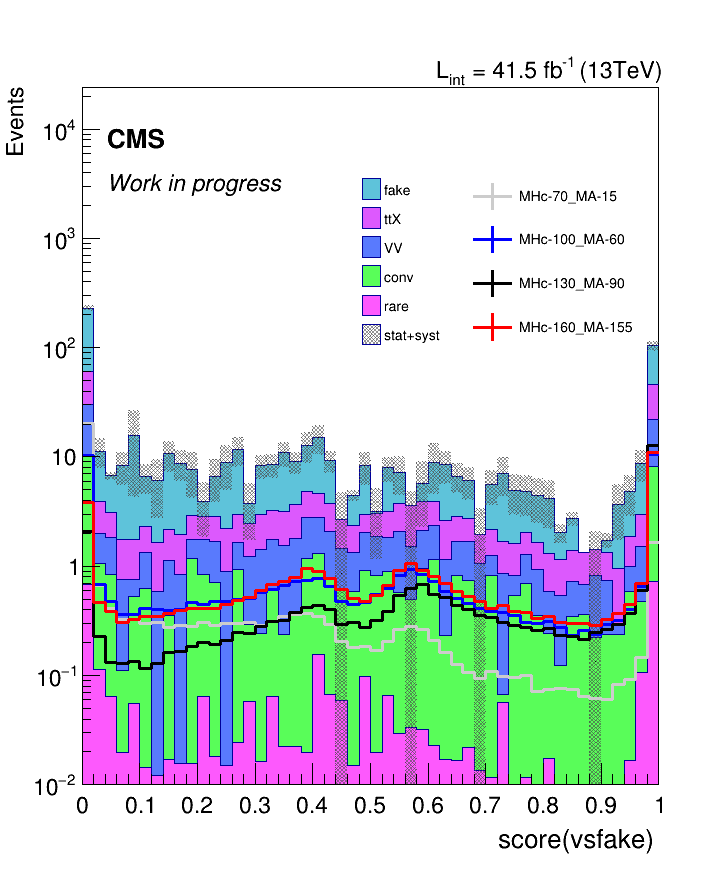 L_int = 41.5 fb^-1 (13TeV)
Events
CMS
Work in progress
fake
ttX
VV
conv
rare
stat+syst
MHc-70_MA-15
MHc-100_MA-60
MHc-130_MA-90
MHc-160_MA-155
10^4
10^3
10^2
10
1
10^-1
10^-2
0 0.1 0.2 0.3 0.4 0.5 0.6 0.7 0.8 0.9 1
score(vsfake)